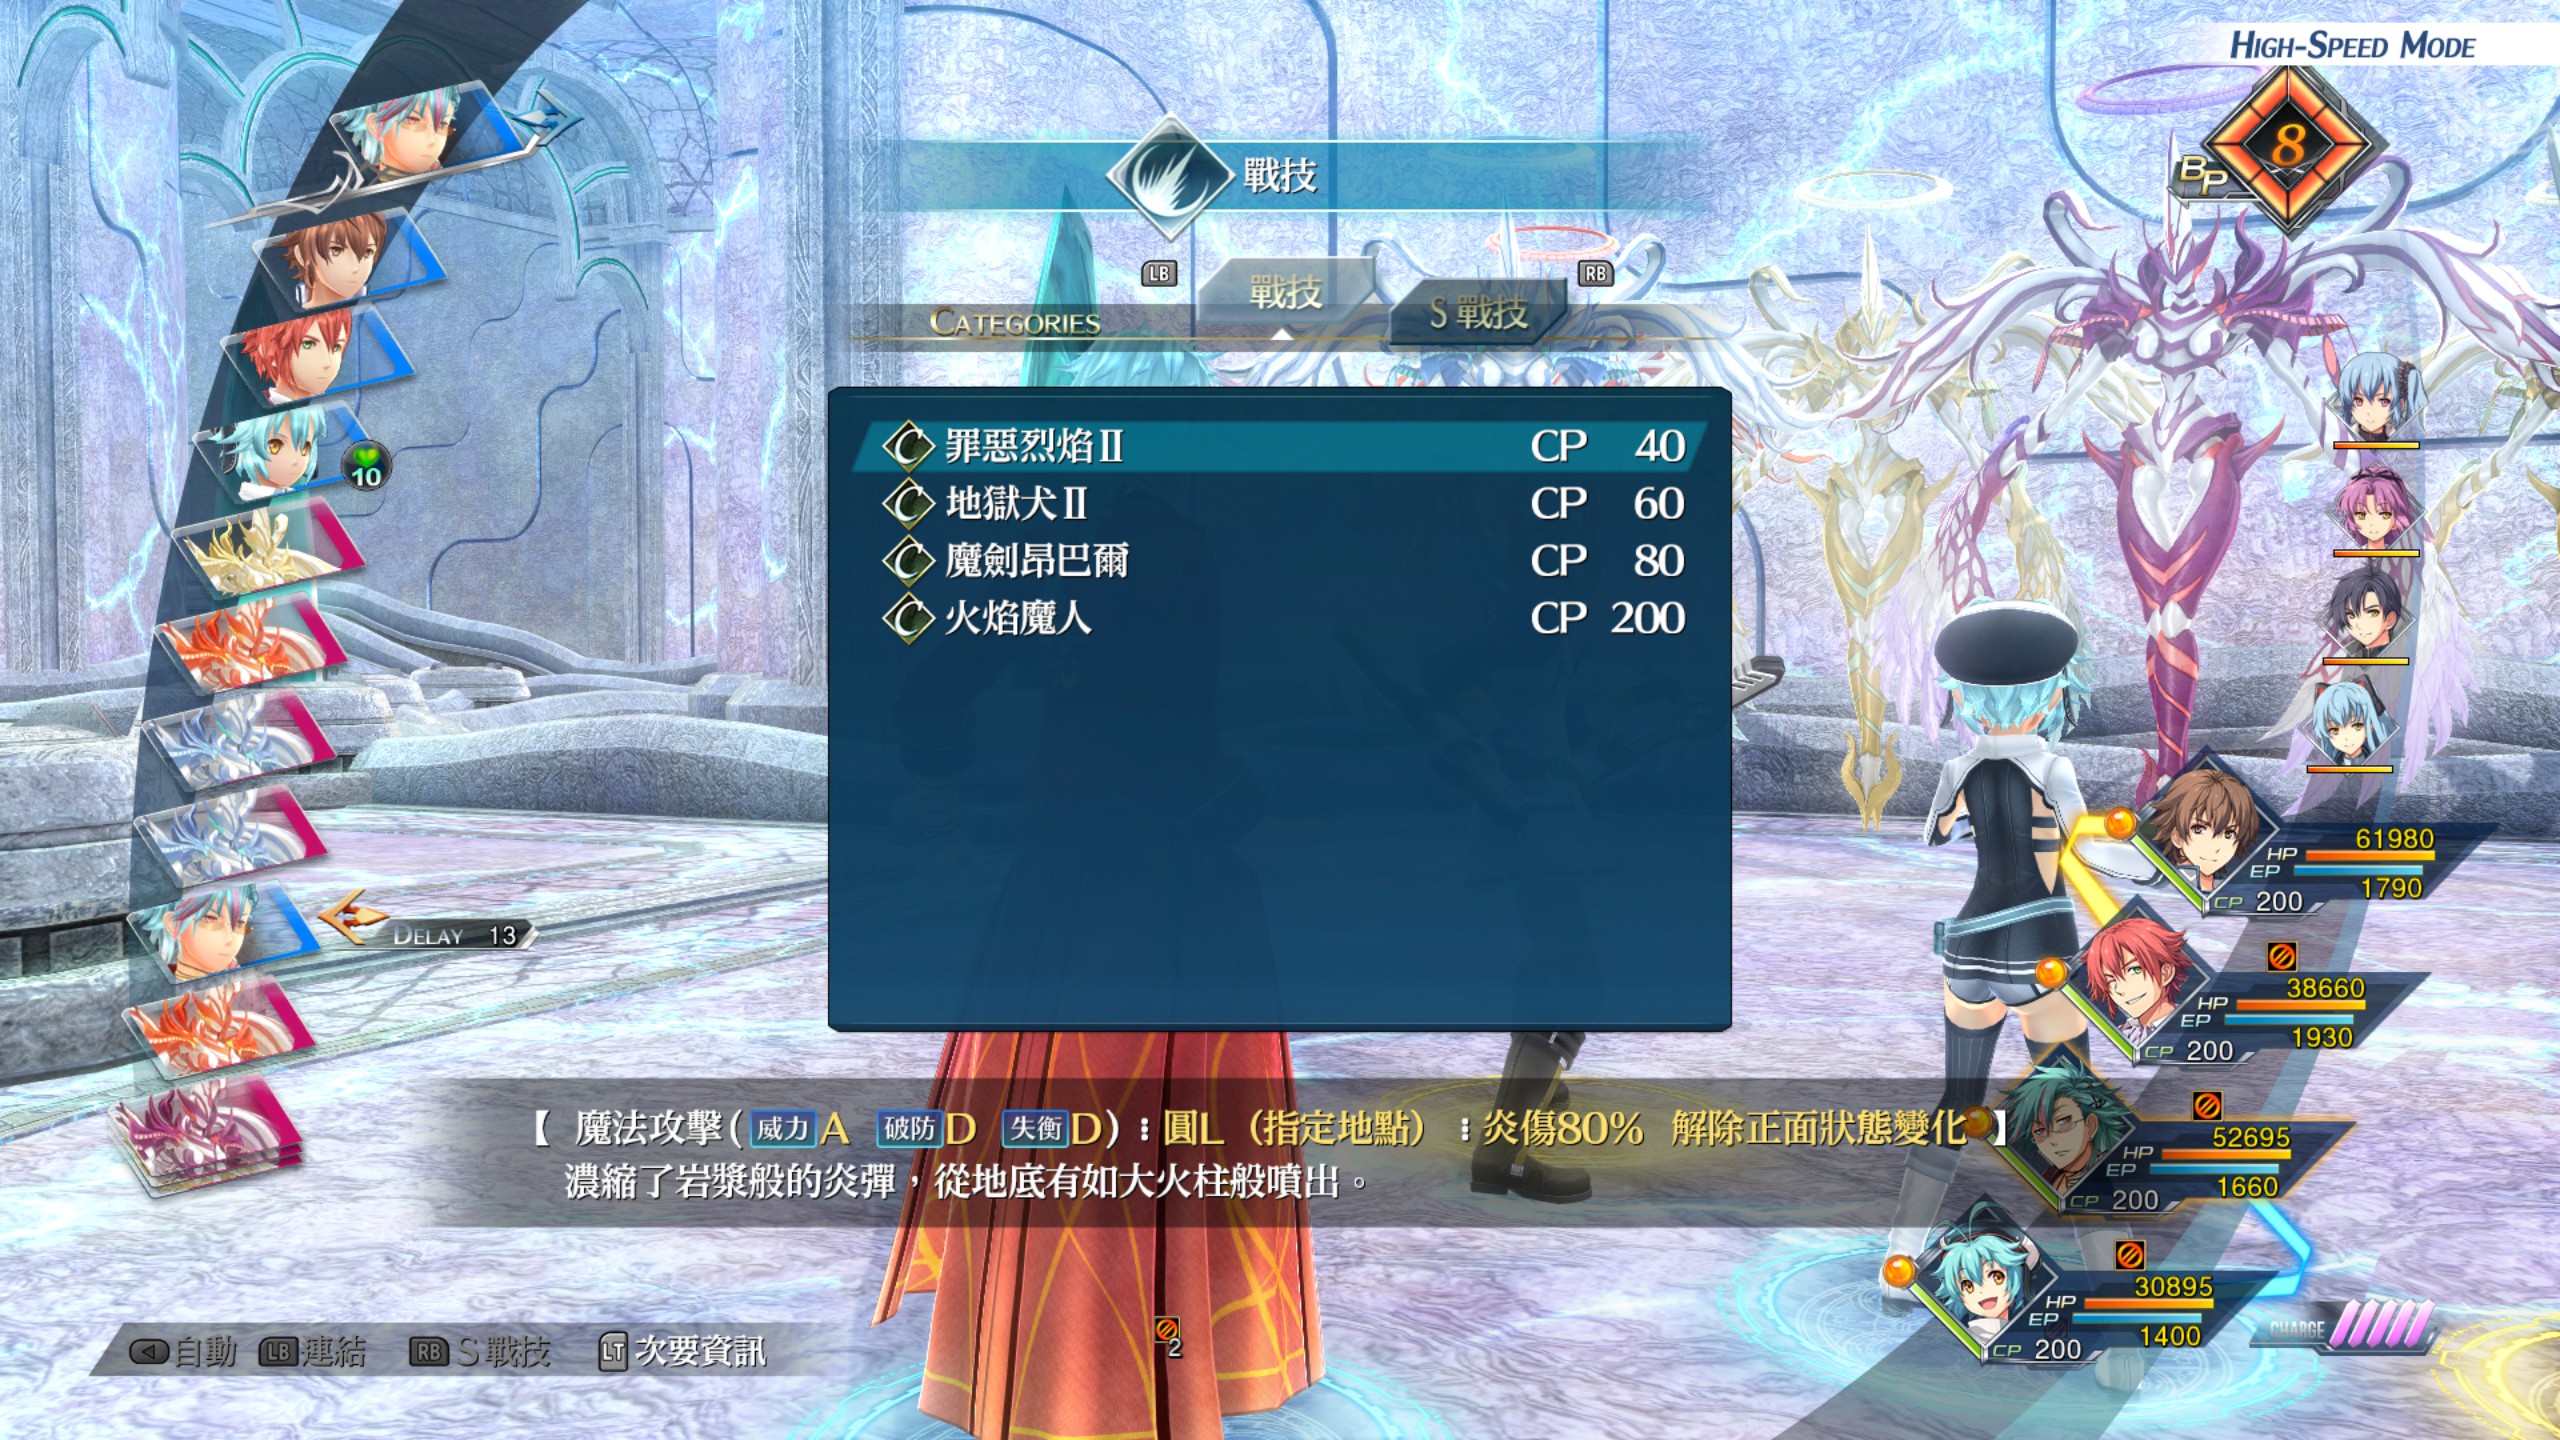 HIGH-SPEED MODE
BP 8
戰技
LB 戰技 S戰技 RB
CATEGORIES
罪惡烈焰Ⅱ CP 40
地獄犬Ⅱ CP 60
魔劍昂巴爾 CP 80
火焰魔人 CP 200
10
DELAY 13
HP 61980
EP 1790
CP 200
HP 38660
EP 1930
CP 200
HP 52695
EP 1660
CP 200
HP 30895
EP 1400
CP 200
【 魔法攻擊(威力A 破防D 失衡D)：圓L（指定地點）：炎傷80% 解除正面狀態變化】
濃縮了岩漿般的炎彈，從地底有如大火柱般噴出。
自動 LB連結 RB S戰技 LT次要資訊
2
CHARGE